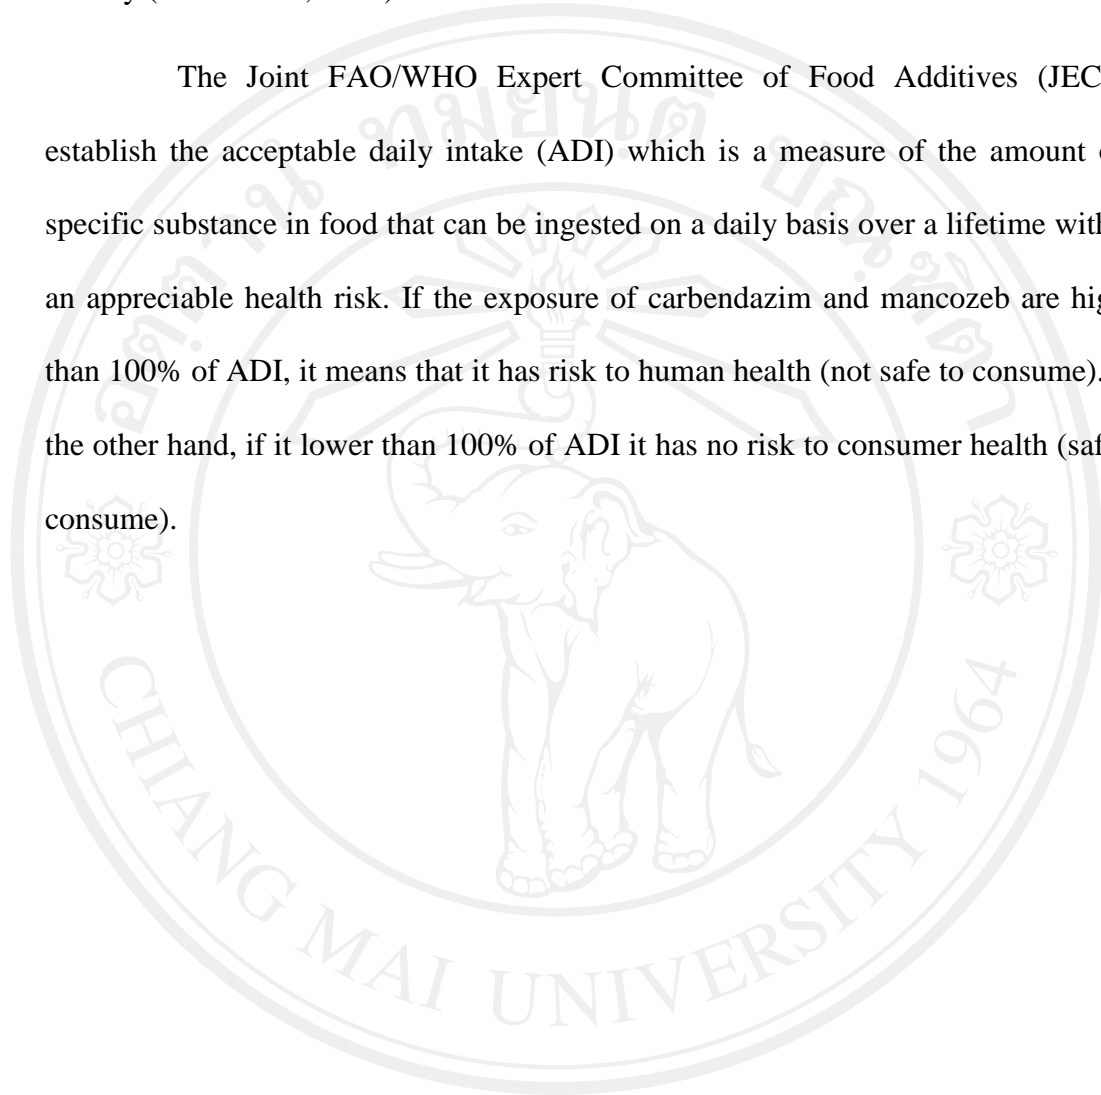 The Joint FAO/WHO Expert Committee of Food Additives (JEC
establish the acceptable daily intake (ADI) which is a measure of the amount
specific substance in food that can be ingested on a daily basis over a lifetime with
an appreciable health risk. If the exposure of carbendazim and mancozeb are hig
than 100% of ADI, it means that it has risk to human health (not safe to consume).
the other hand, if it lower than 100% of ADI it has no risk to consumer health (saf
consume).
CHIANG MAI UNIVERSITY 1964